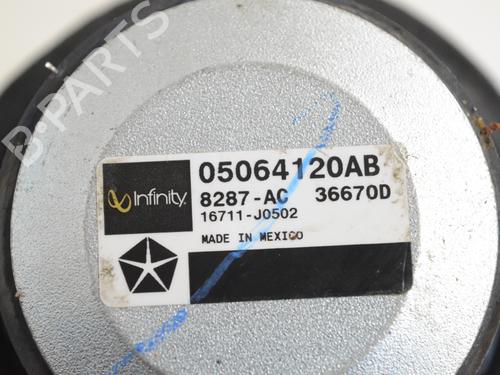 B-PARTS
Infinity.
05064120AB
8287-AC 36670D
16711-J0502
MADE IN MEXICO